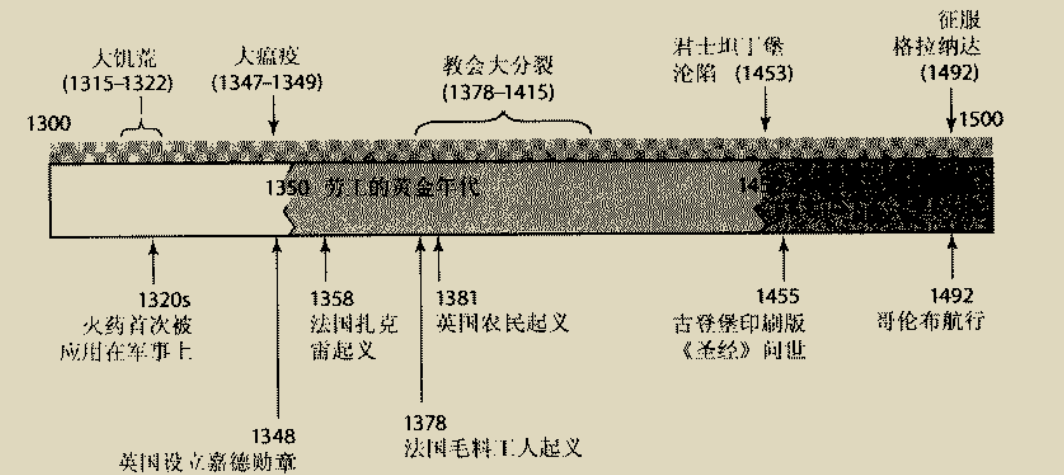 大饥荒
(1315–1322)
大瘟疫
(1347–1349)
教会大分裂
(1378–1415)
君士坦丁堡
沦陷 (1453)
征服
格拉纳达
(1492)
1300
1500
1350 劳工的黄金年代
1320s
火药首次被
应用在军事上
1348
英国设立嘉德勋章
1358
法国扎克
雷起义
1378
法国毛料工人起义
1381
英国农民起义
1455
古登堡印刷版
《圣经》问世
1492
哥伦布航行